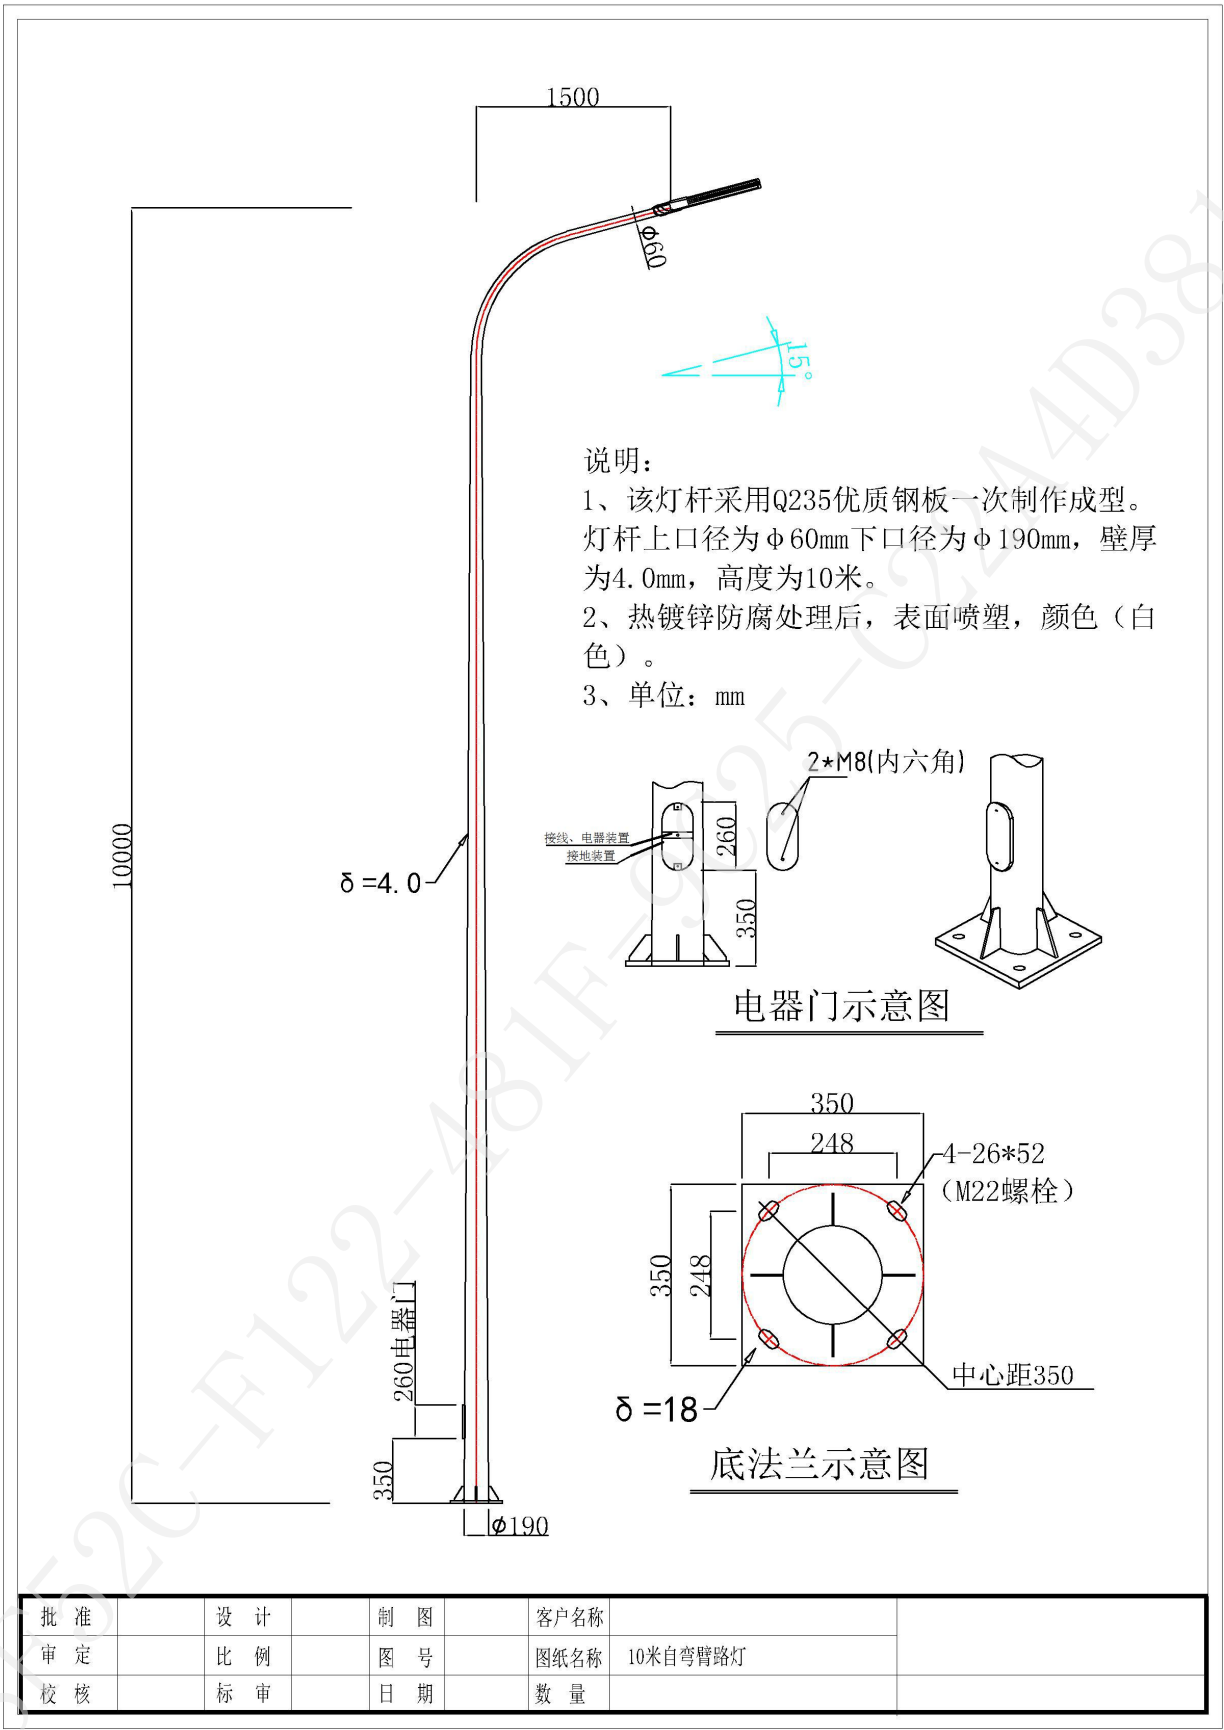 1500
φ60
15°
10000
说明：
1、该灯杆采用Q235优质钢板一次制作成型。
灯杆上口径为φ60mm下口径为φ190mm，壁厚
为4.0mm，高度为10米。
2、热镀锌防腐处理后，表面喷塑，颜色（白
色）。
3、单位：mm
2*M8(内六角)
接线、电器装置
接地装置
260
350
δ=4.0
电器门示意图
350
248
4-26*52
（M22螺栓）
350
248
中心距350
δ=18
底法兰示意图
260电器门
350
φ190
批 准 设 计 制 图 客户名称
审 定 比 例 图 号 图纸名称 10米自弯臂路灯
校 核 标 审 日 期 数 量
F52C-F122-481F-9C25-C22A4D381